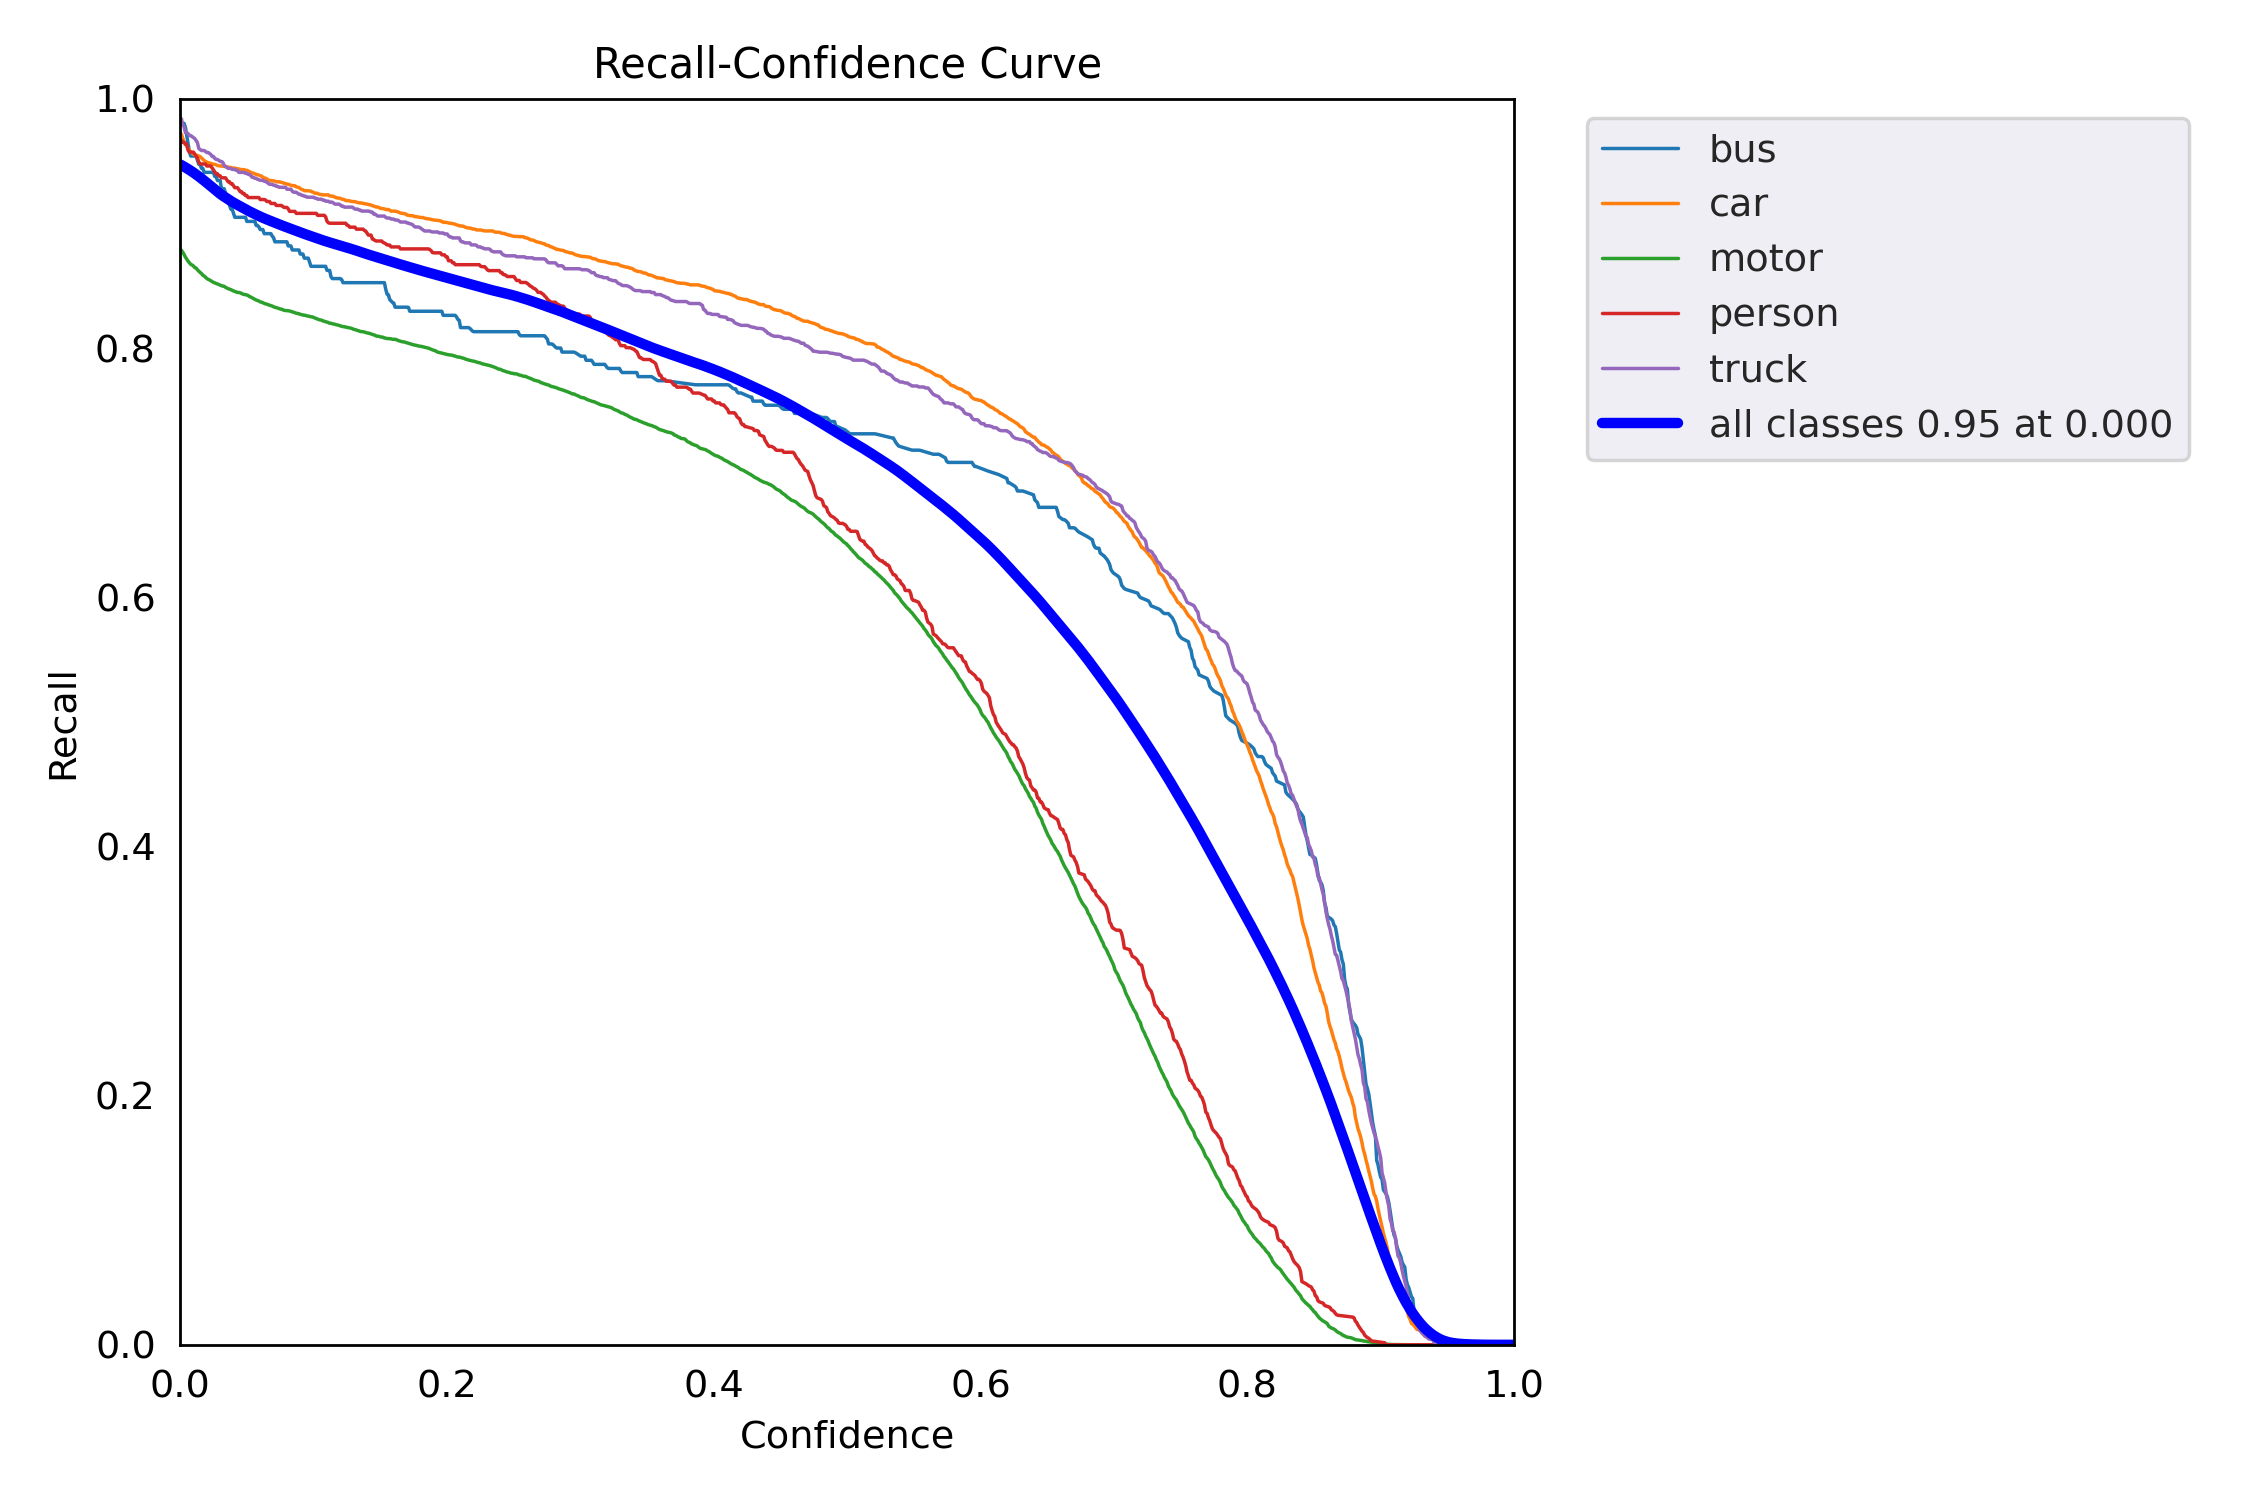 Recall-Confidence Curve
1.0
0.8
0.6
0.4
0.2
0.0
Recall
0.0 0.2 0.4 0.6 0.8 1.0
Confidence
bus
car
motor
person
truck
all classes 0.95 at 0.000